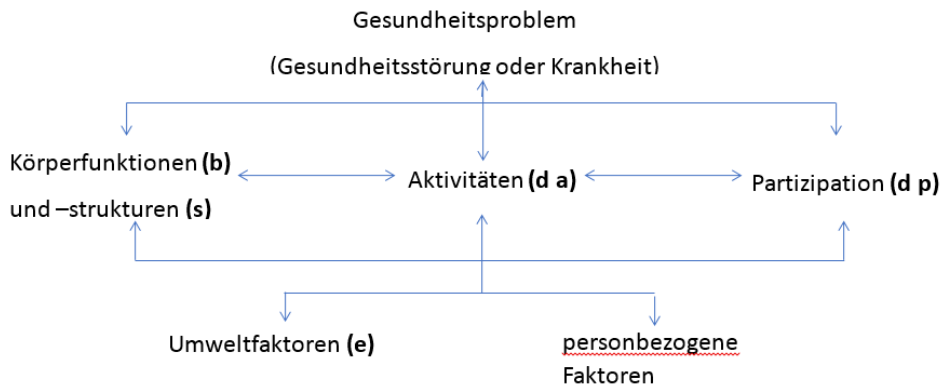 Gesundheitsproblem
(Gesundheitsstörung oder Krankheit)
Körperfunktionen (b)
und –strukturen (s)
Aktivitäten (d a)
Partizipation (d p)
Umweltfaktoren (e)
personbezogene
Faktoren